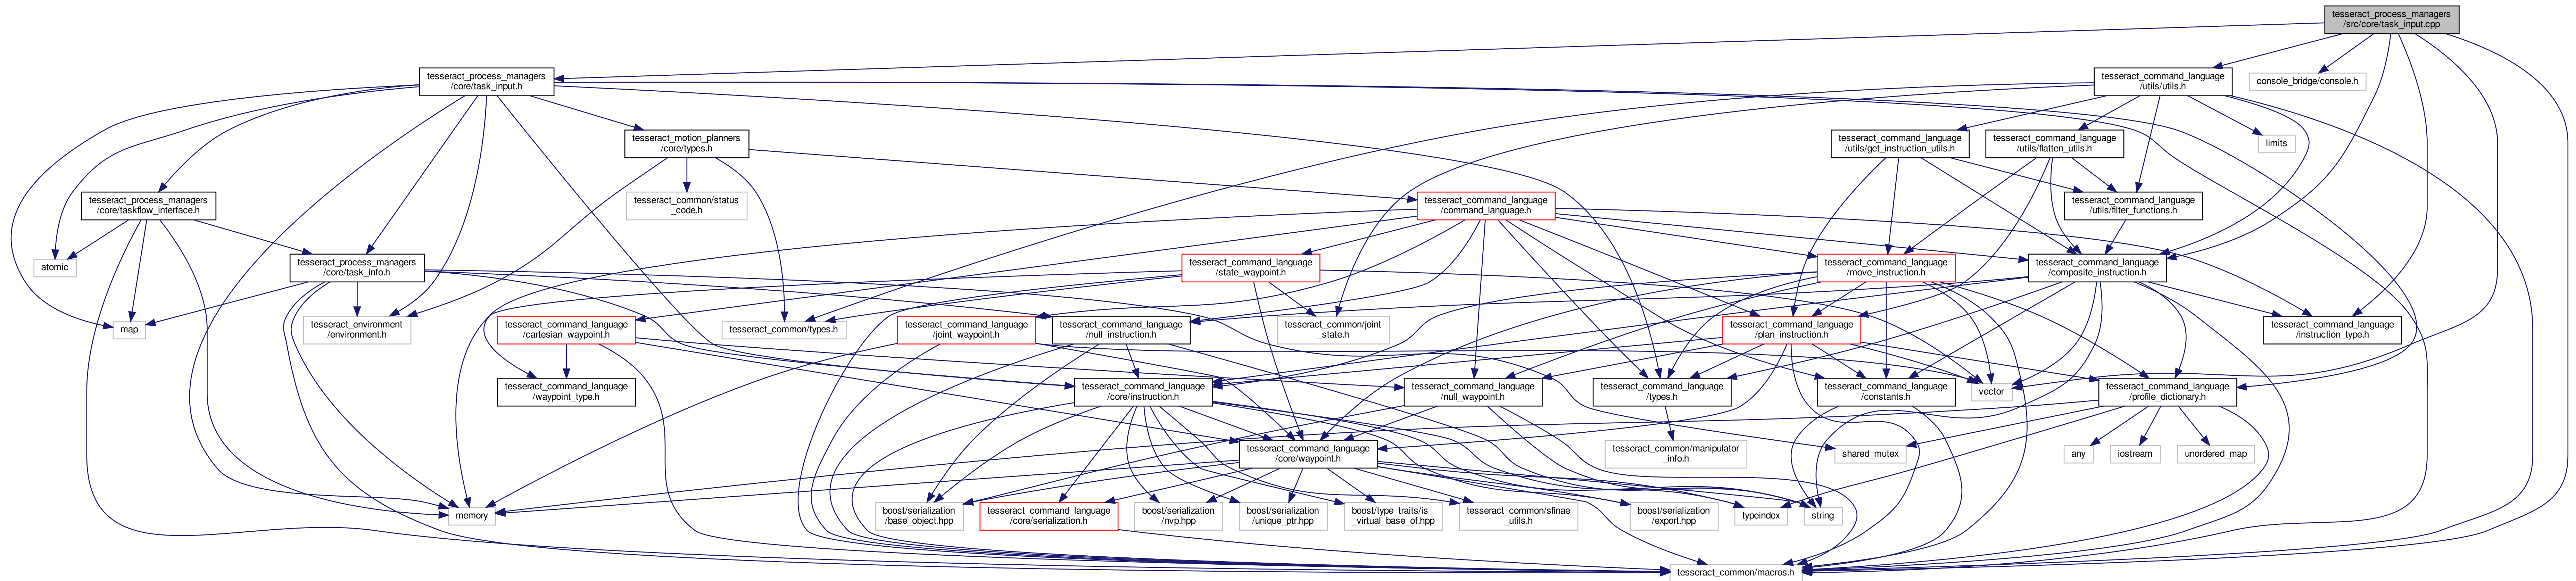 tesseract_process_managers
/src/core/task_input.cpp
tesseract_process_managers
/core/task_input.h
tesseract_command_language
/utils/utils.h
console_bridge/console.h
tesseract_motion_planners
/core/types.h
tesseract_command_language
/utils/get_instruction_utils.h
tesseract_command_language
/utils/flatten_utils.h
limits
tesseract_process_managers
/core/taskflow_interface.h
tesseract_common/status
_code.h
tesseract_command_language
/command_language.h
tesseract_command_language
/utils/filter_functions.h
atomic
tesseract_process_managers
/core/task_info.h
tesseract_command_language
/state_waypoint.h
tesseract_command_language
/move_instruction.h
tesseract_command_language
/composite_instruction.h
map
tesseract_environment
/environment.h
tesseract_command_language
/cartesian_waypoint.h
tesseract_common/types.h
tesseract_command_language
/joint_waypoint.h
tesseract_command_language
/null_instruction.h
tesseract_common/joint
_state.h
tesseract_command_language
/plan_instruction.h
tesseract_command_language
/instruction_type.h
tesseract_command_language
/waypoint_type.h
tesseract_command_language
/core/instruction.h
tesseract_command_language
/null_waypoint.h
tesseract_command_language
/types.h
tesseract_command_language
/constants.h
vector
tesseract_command_language
/profile_dictionary.h
tesseract_command_language
/core/waypoint.h
tesseract_common/manipulator
_info.h
shared_mutex
any
iostream
unordered_map
memory
boost/serialization
/base_object.hpp
tesseract_command_language
/core/serialization.h
boost/serialization
/nvp.hpp
boost/serialization
/unique_ptr.hpp
boost/type_traits/is
_virtual_base_of.hpp
tesseract_common/sfinae
_utils.h
boost/serialization
/export.hpp
typeindex
string
tesseract_common/macros.h